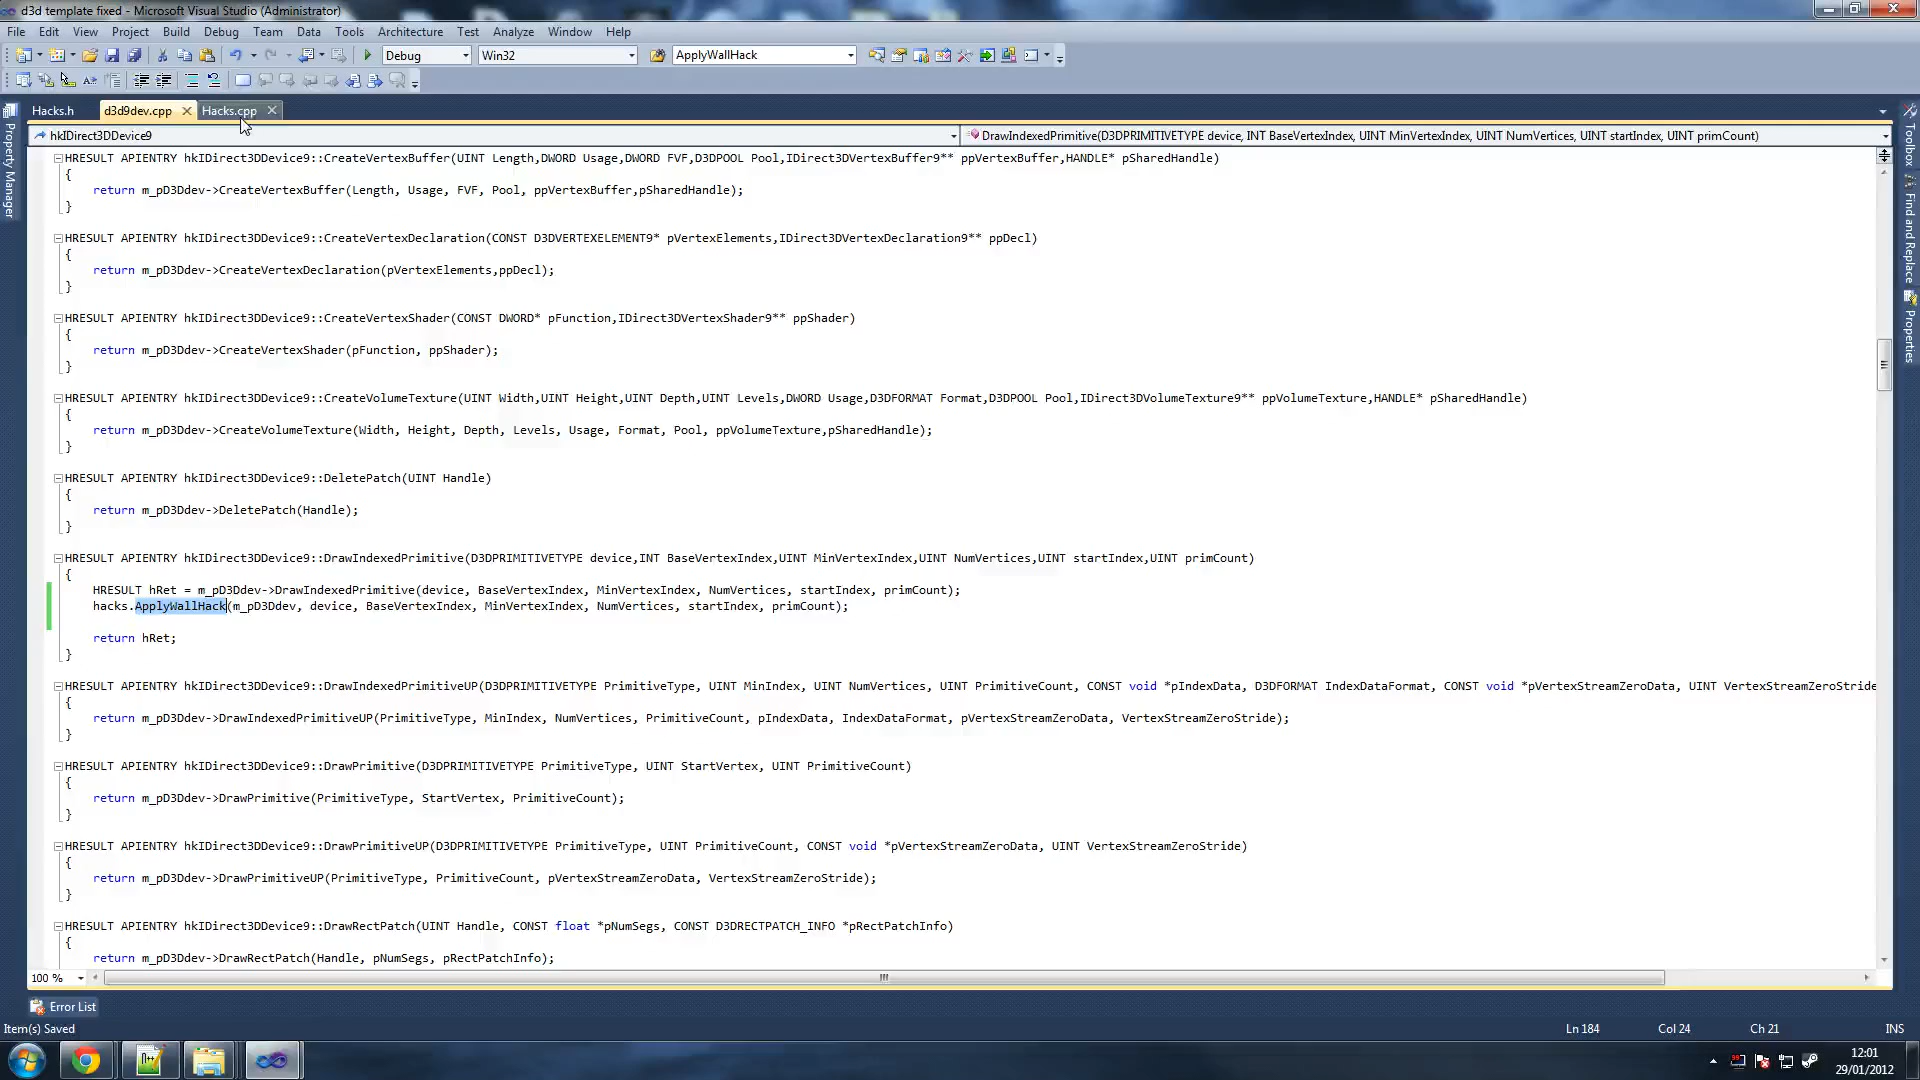 d3d template fixed - Microsoft Visual Studio (Administrator)
File Edit View Project Build Debug Team Data Tools Architecture Test Analyze Window Help
Debug Win32 ApplyWallHack
Hacks.h d3d9dev.cpp Hacks.cpp
hkIDirect3DDevice9 DrawIndexedPrimitive(D3DPRIMITIVETYPE device, INT BaseVertexIndex, UINT MinVertexIndex, UINT NumVertices, UINT startIndex, UINT primCount)
Property Manager
Toolbox
Find and Replace
Properties
HRESULT APIENTRY hkIDirect3DDevice9::CreateVertexBuffer(UINT Length,DWORD Usage,DWORD FVF,D3DPOOL Pool,IDirect3DVertexBuffer9** ppVertexBuffer,HANDLE* pSharedHandle)
{
return m_pD3Ddev->CreateVertexBuffer(Length, Usage, FVF, Pool, ppVertexBuffer,pSharedHandle);
}
HRESULT APIENTRY hkIDirect3DDevice9::CreateVertexDeclaration(CONST D3DVERTEXELEMENT9* pVertexElements,IDirect3DVertexDeclaration9** ppDecl)
{
return m_pD3Ddev->CreateVertexDeclaration(pVertexElements,ppDecl);
}
HRESULT APIENTRY hkIDirect3DDevice9::CreateVertexShader(CONST DWORD* pFunction,IDirect3DVertexShader9** ppShader)
{
return m_pD3Ddev->CreateVertexShader(pFunction, ppShader);
}
HRESULT APIENTRY hkIDirect3DDevice9::CreateVolumeTexture(UINT Width,UINT Height,UINT Depth,UINT Levels,DWORD Usage,D3DFORMAT Format,D3DPOOL Pool,IDirect3DVolumeTexture9** ppVolumeTexture,HANDLE* pSharedHandle)
{
return m_pD3Ddev->CreateVolumeTexture(Width, Height, Depth, Levels, Usage, Format, Pool, ppVolumeTexture,pSharedHandle);
}
HRESULT APIENTRY hkIDirect3DDevice9::DeletePatch(UINT Handle)
{
return m_pD3Ddev->DeletePatch(Handle);
}
HRESULT APIENTRY hkIDirect3DDevice9::DrawIndexedPrimitive(D3DPRIMITIVETYPE device,INT BaseVertexIndex,UINT MinVertexIndex,UINT NumVertices,UINT startIndex,UINT primCount)
{
HRESULT hRet = m_pD3Ddev->DrawIndexedPrimitive(device, BaseVertexIndex, MinVertexIndex, NumVertices, startIndex, primCount);
hacks.ApplyWallHack(m_pD3Ddev, device, BaseVertexIndex, MinVertexIndex, NumVertices, startIndex, primCount);
return hRet;
}
HRESULT APIENTRY hkIDirect3DDevice9::DrawIndexedPrimitiveUP(D3DPRIMITIVETYPE PrimitiveType, UINT MinIndex, UINT NumVertices, UINT PrimitiveCount, CONST void *pIndexData, D3DFORMAT IndexDataFormat, CONST void *pVertexStreamZeroData, UINT VertexStreamZeroStride
{
return m_pD3Ddev->DrawIndexedPrimitiveUP(PrimitiveType, MinIndex, NumVertices, PrimitiveCount, pIndexData, IndexDataFormat, pVertexStreamZeroData, VertexStreamZeroStride);
}
HRESULT APIENTRY hkIDirect3DDevice9::DrawPrimitive(D3DPRIMITIVETYPE PrimitiveType, UINT StartVertex, UINT PrimitiveCount)
{
return m_pD3Ddev->DrawPrimitive(PrimitiveType, StartVertex, PrimitiveCount);
}
HRESULT APIENTRY hkIDirect3DDevice9::DrawPrimitiveUP(D3DPRIMITIVETYPE PrimitiveType, UINT PrimitiveCount, CONST void *pVertexStreamZeroData, UINT VertexStreamZeroStride)
{
return m_pD3Ddev->DrawPrimitiveUP(PrimitiveType, PrimitiveCount, pVertexStreamZeroData, VertexStreamZeroStride);
}
HRESULT APIENTRY hkIDirect3DDevice9::DrawRectPatch(UINT Handle, CONST float *pNumSegs, CONST D3DRECTPATCH_INFO *pRectPatchInfo)
{
return m_pD3Ddev->DrawRectPatch(Handle, pNumSegs, pRectPatchInfo);
100 %
Error List
Item(s) Saved Ln 184 Col 24 Ch 21 INS
12:01
29/01/2012